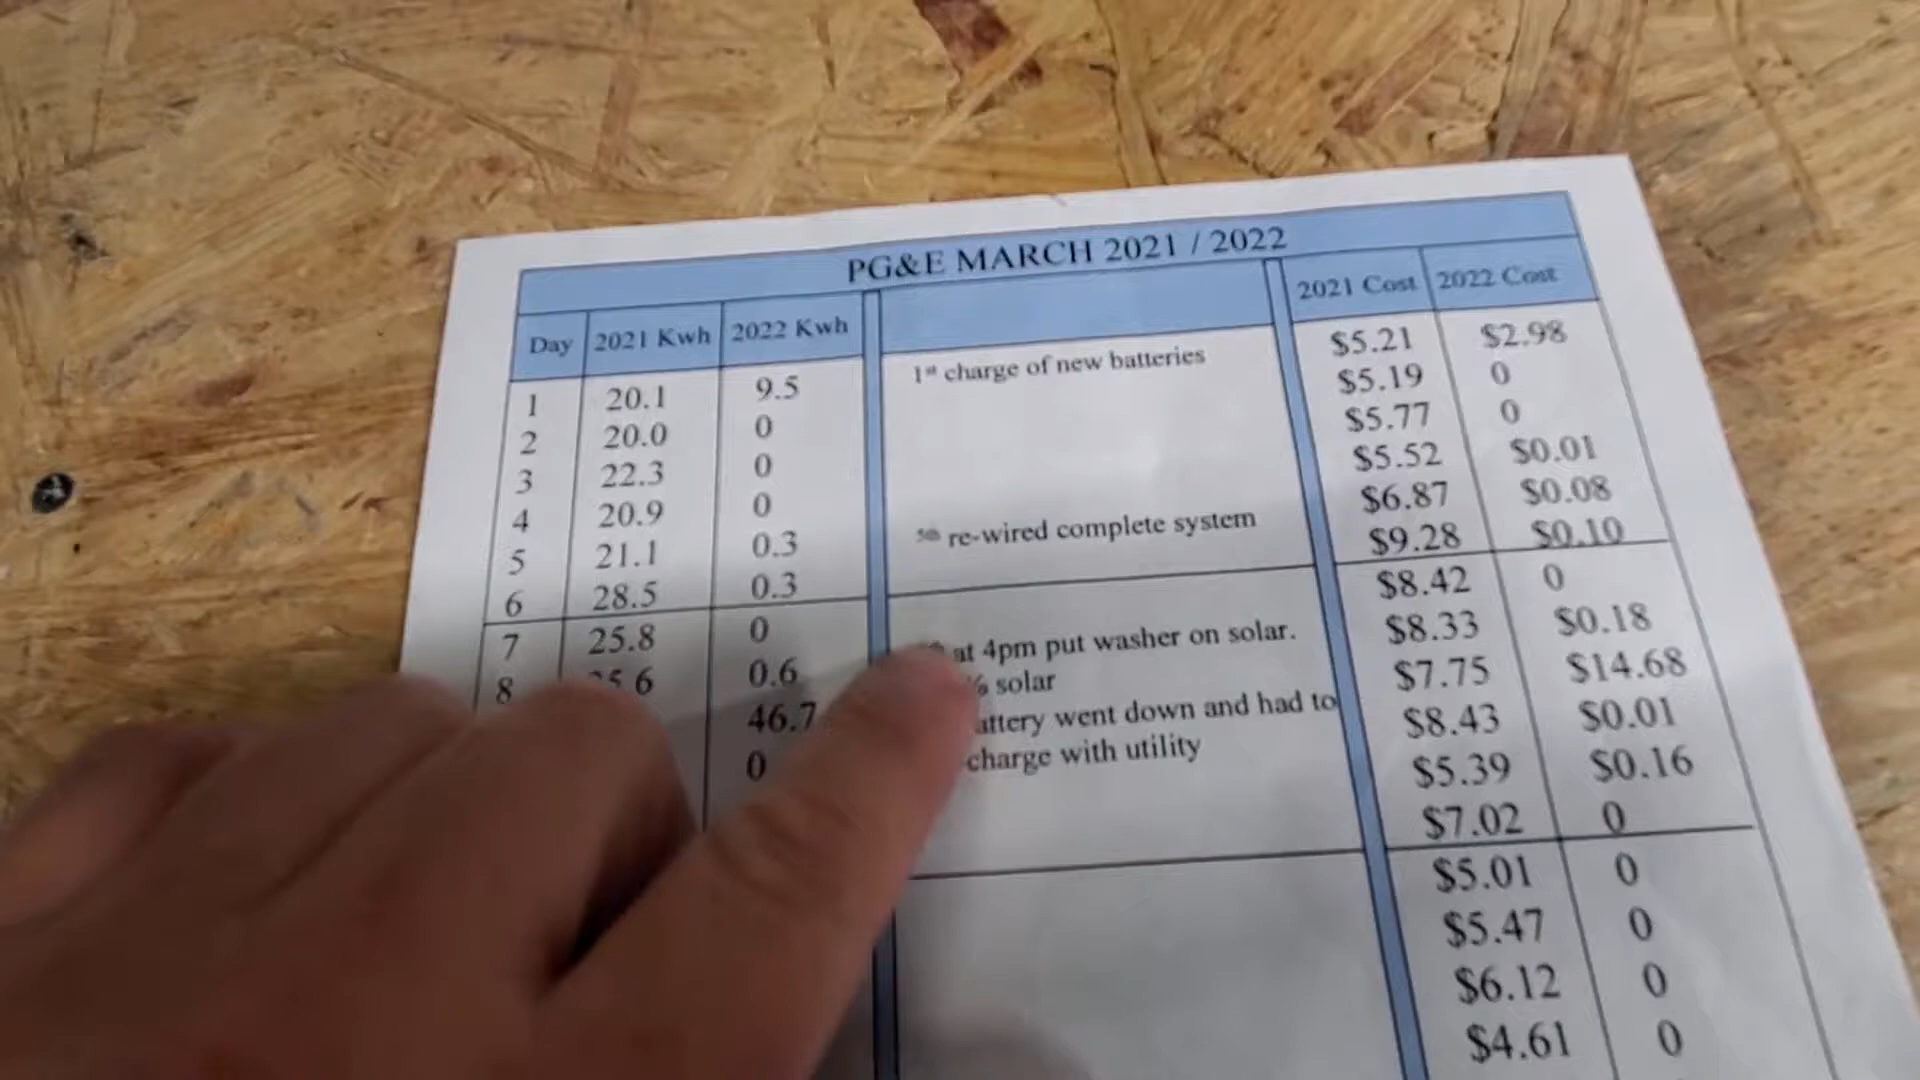 PG&E MARCH 2021 / 2022
Day 2021 Kwh 2022 Kwh 2021 Cost 2022 Cost
1 20.1 9.5 1st charge of new batteries $5.21 $2.98
2 20.0 0 $5.19 0
3 22.3 0 $5.77 0
4 20.9 0 $5.52 $0.01
5 21.1 0.3 5th re-wired complete system $6.87 $0.08
6 28.5 0.3 $9.28 $0.10
7 25.8 0 at 4pm put washer on solar. $8.42 0
8 0.6 solar $8.33 $0.18
46.7 went down and had to $7.75 $14.68
0 charge with utility $8.43 $0.01
$5.39 $0.16
$7.02 0
$5.01 0
$5.47 0
$6.12 0
$4.61 0